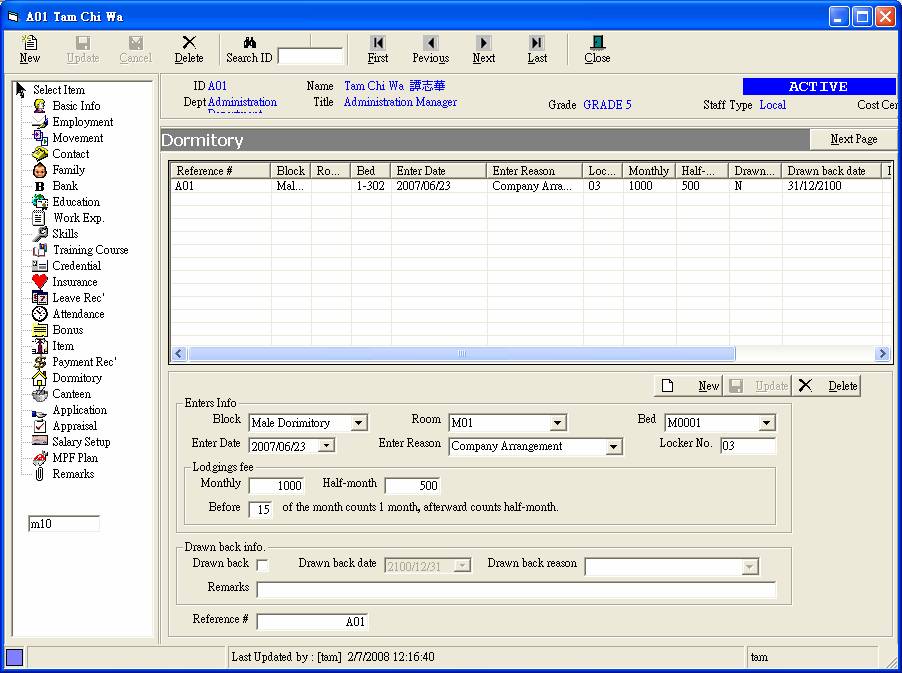 A01 Tam Chi Wa
New Update Cancel Delete Search ID First Pevious Next Last Close
Select Item
Basic Info
Employment
Movement
Contact
Family
B Bank
Education
Work Exp.
Skills
Training Course
Credential
Insurance
Leave Rec'
Attendance
Bonus
Item
Payment Rec'
Dormitory
Canteen
Application
Appraisal
Salary Setup
MPF Plan
Remarks
m10
ID A01 Name Tam Chi Wa 譚志華 ACTIVE
Dept Administration Department Title Administration Manager Grade GRADE 5 Staff Type Local Cost Cen
Dormitory Next Page
Reference # Block Ro... Bed Enter Date Enter Reason Loc... Monthly Half-... Drawn... Drawn back date
A01 Mal... 1-302 2007/06/23 Company Arra... 03 1000 500 N 31/12/2100
New Update Delete
Enters Info
Block Male Dorimitory Room M01 Bed M0001
Enter Date 2007/06/23 Enter Reason Company Arrangement Locker No. 03
Lodgings fee
Monthly 1000 Half-month 500
Before 15 of the month counts 1 month, afterward counts half-month.
Drawn back info.
Drawn back Drawn back date 2100/12/31 Drawn back reason
Remarks
Reference # A01
Last Updated by : [tam] 2/7/2008 12:16:40 tam